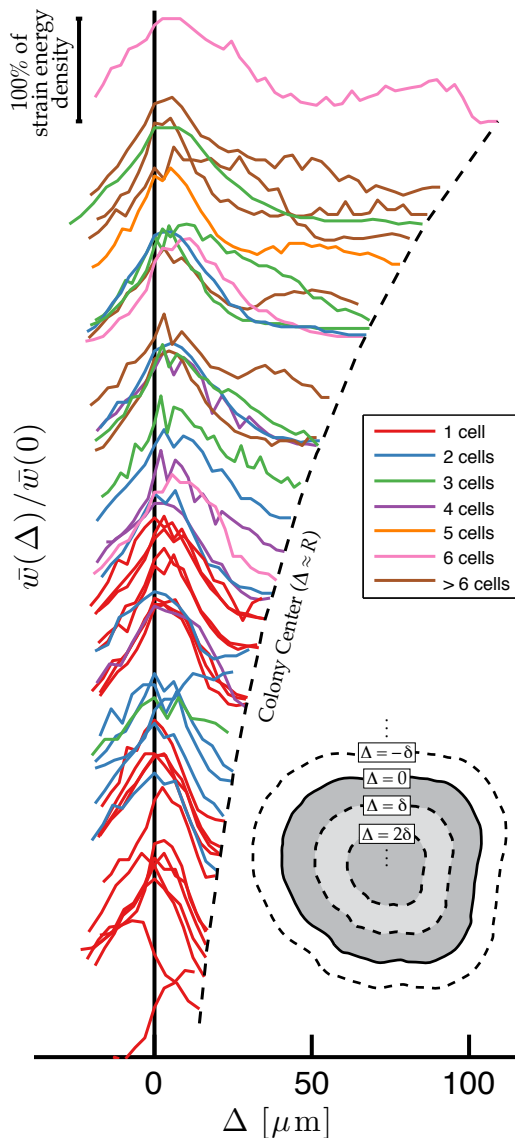 100% of
strain energy
density
w̄(Δ)/w̄(0)
1 cell
2 cells
3 cells
4 cells
5 cells
6 cells
> 6 cells
Colony Center (Δ ≈ R)
Δ = −δ
Δ = 0
Δ = δ
Δ = 2δ
0
50
100
Δ [μm]